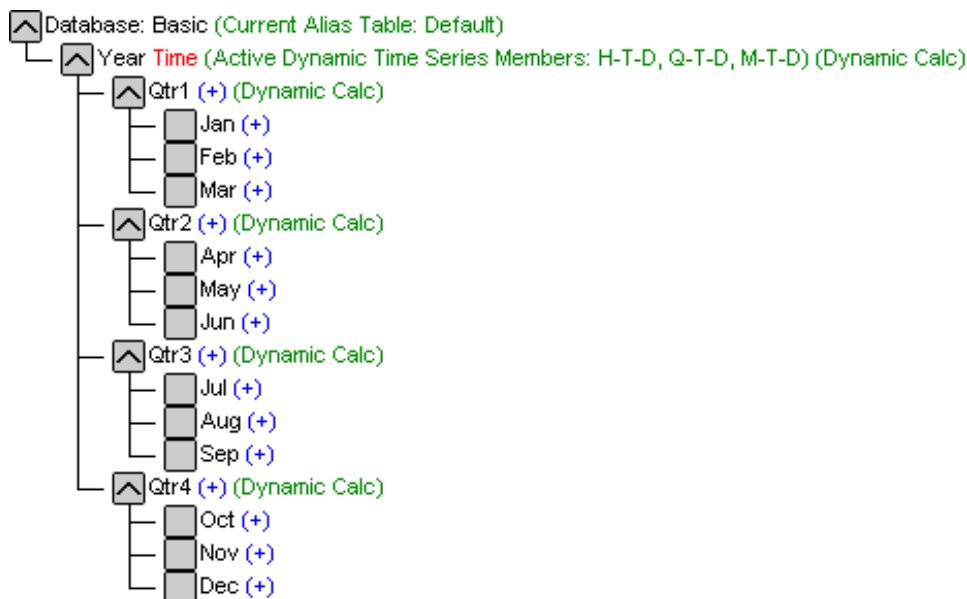 Database: Basic (Current Alias Table: Default)
Year Time (Active Dynamic Time Series Members: H-T-D, Q-T-D, M-T-D) (Dynamic Calc)
Qtr1 (+) (Dynamic Calc)
Jan (+)
Feb (+)
Mar (+)
Qtr2 (+) (Dynamic Calc)
Apr (+)
May (+)
Jun (+)
Qtr3 (+) (Dynamic Calc)
Jul (+)
Aug (+)
Sep (+)
Qtr4 (+) (Dynamic Calc)
Oct (+)
Nov (+)
Dec (+)